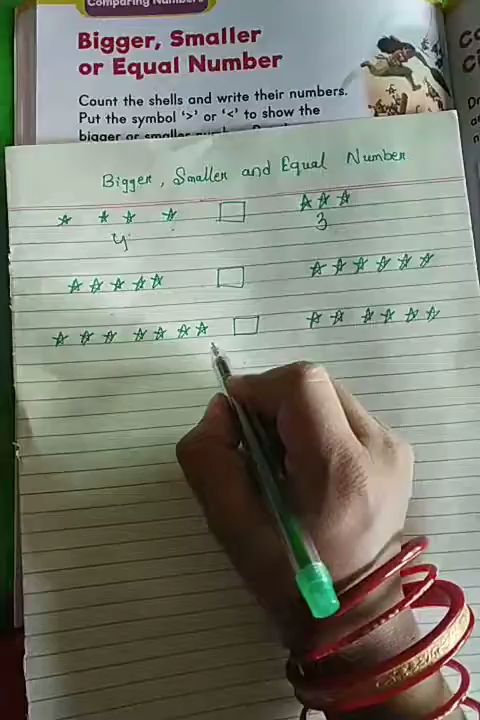 Comparing Numbers
Bigger, Smaller
or Equal Number
Count the shells and write their numbers.
Put the symbol '>' or '<' to show the
bigger or smaller
Bigger, Smaller and Equal Number
4 3